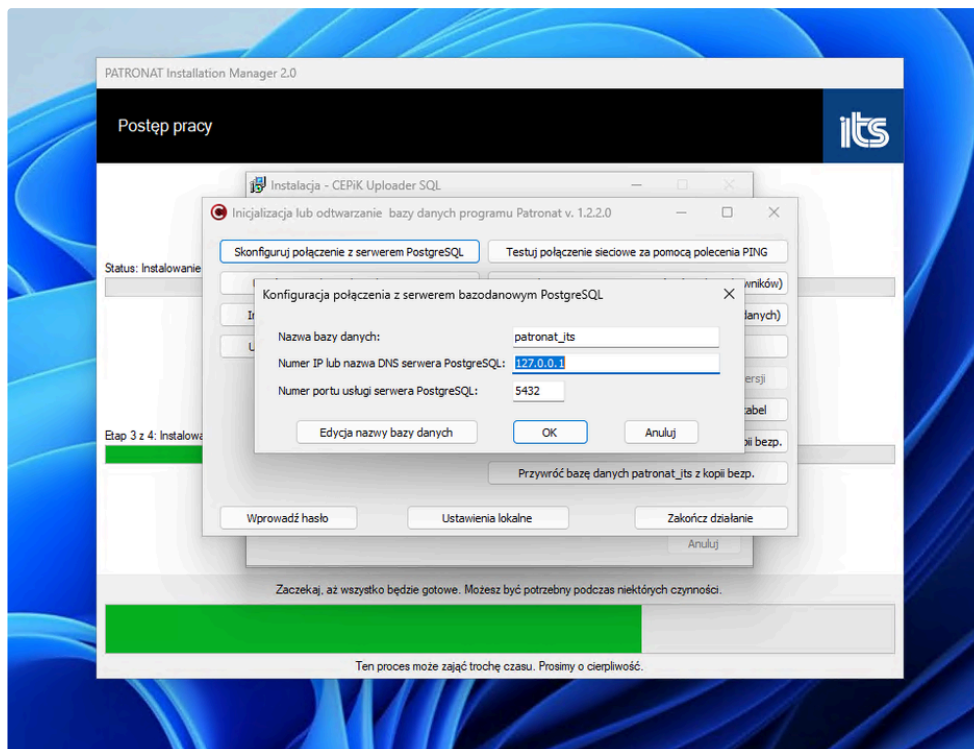 PATRONAT Installation Manager 2.0
Postęp pracy
its
Instalacja - CEPiK Uploader SQL
Inicjalizacja lub odtwarzanie bazy danych programu Patronat v. 1.2.2.0
Skonfiguruj połączenie z serwerem PostgreSQL
Testuj połączenie sieciowe za pomocą polecenia PING
Status: Instalowanie
wników)
Konfiguracja połączenia z serwerem bazodanowym PostgreSQL
danych)
Nazwa bazy danych: patronat_its
Numer IP lub nazwa DNS serwera PostgreSQL: 127.0.0.1
ersji
Numer portu usługi serwera PostgreSQL: 5432
tabel
Etap 3 z 4: Instalowa
Edycja nazwy bazy danych OK Anuluj
pii bezp.
Przywróć bazę danych patronat_its z kopii bezp.
Wprowadź hasło Ustawienia lokalne Zakończ działanie
Anuluj
Zaczekaj, aż wszystko będzie gotowe. Możesz być potrzebny podczas niektórych czynności.
Ten proces może zająć trochę czasu. Prosimy o cierpliwość.